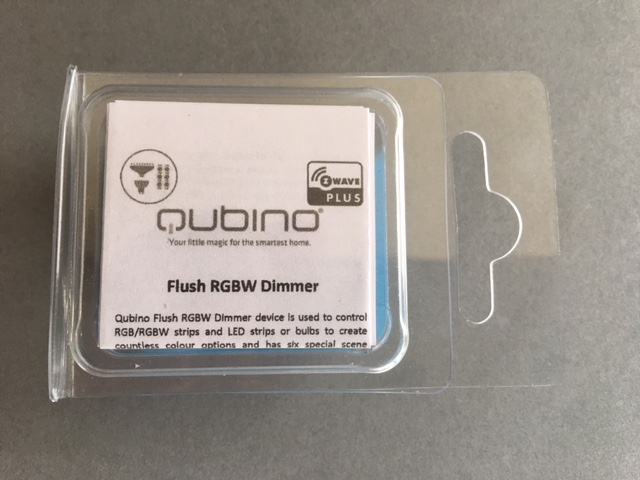 Z WAVE
PLUS
QUBINO®
Your little magic for the smartest home.
Flush RGBW Dimmer
Qubino Flush RGBW Dimmer device is used to control
RGB/RGBW strips and LED strips or bulbs to create
countless colour options and has six special scene